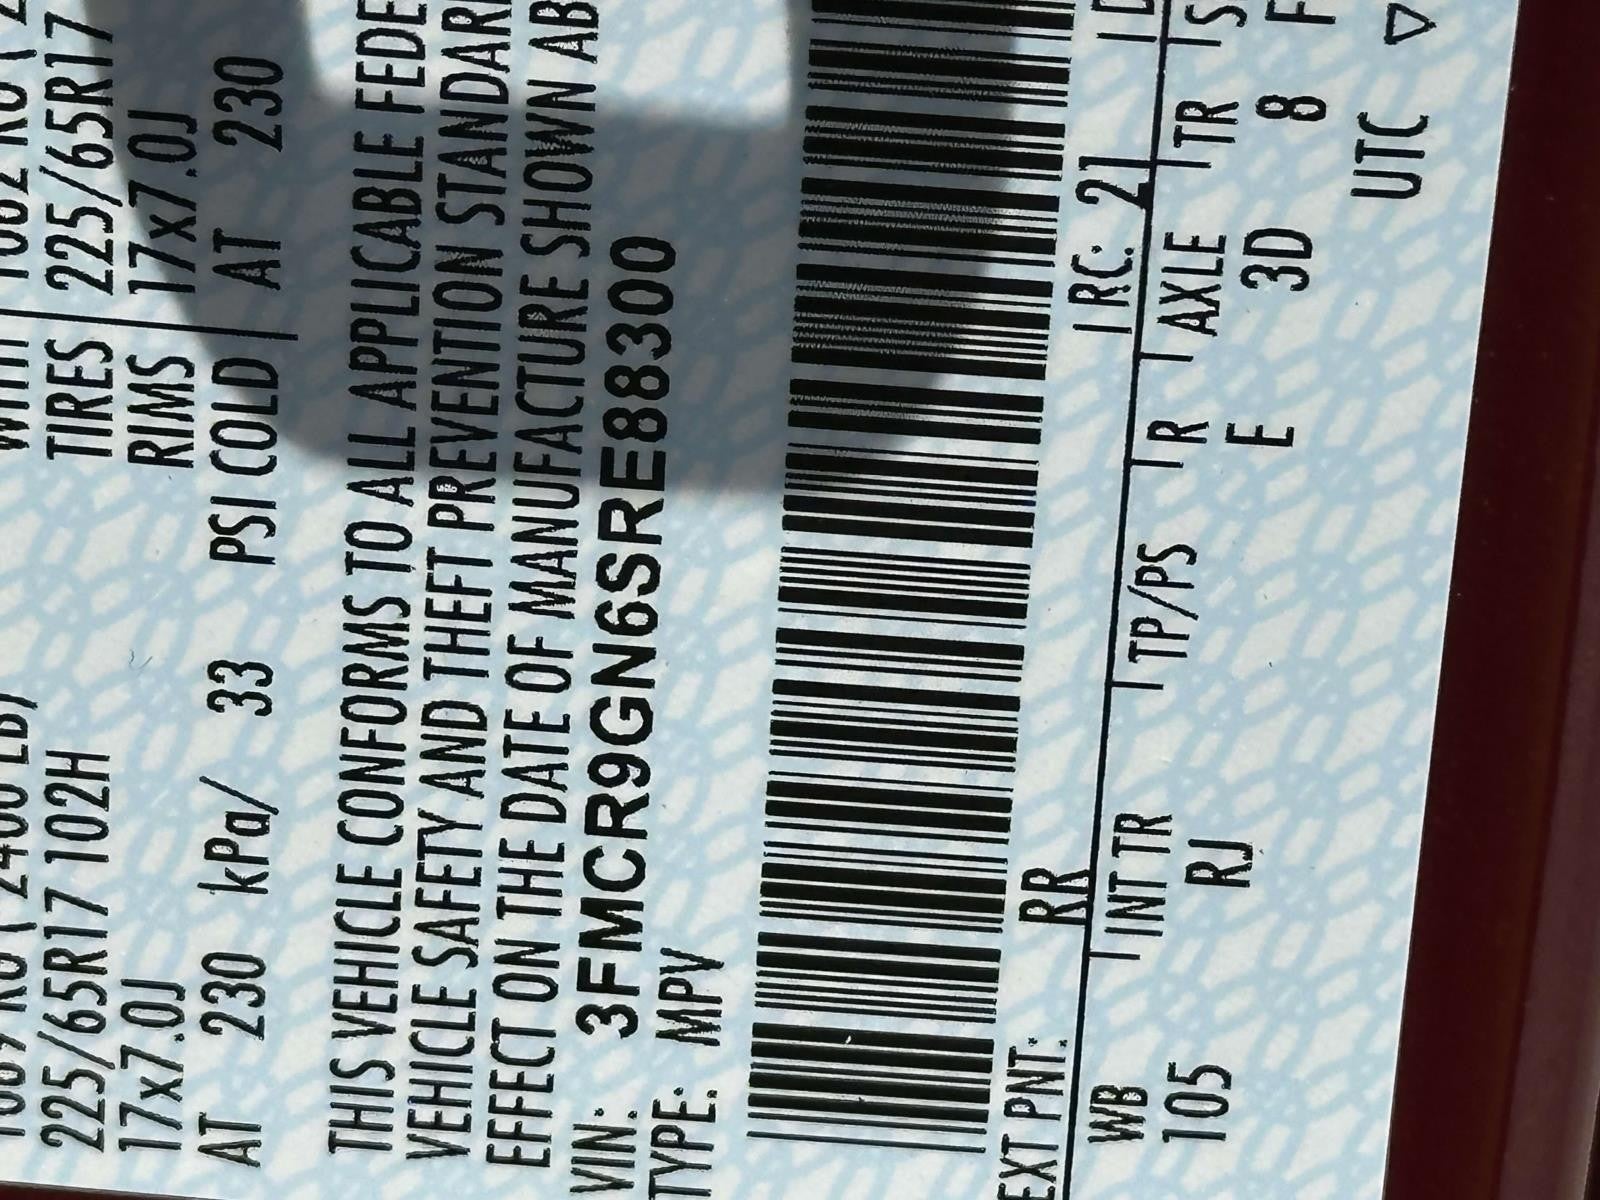 225/65R17 102H TIRES 225/65R17
17x7.0J RIMS 17x7.0J
AT 230 kPa/ 33 PSI COLD AT 230
THIS VEHICLE CONFORMS TO ALL APPLICABLE FEDE
VEHICLE SAFETY AND THEFT PREVENTION STANDAR
EFFECT ON THE DATE OF MANUFACTURE SHOWN AB
VIN: 3FMCR9GN6SRE88300
TYPE: MPV
EXT PNT: RR RC: 21
WB INT TR TP/PS R AXLE TR S
105 RJ E 3D 8 F
UTC ▽